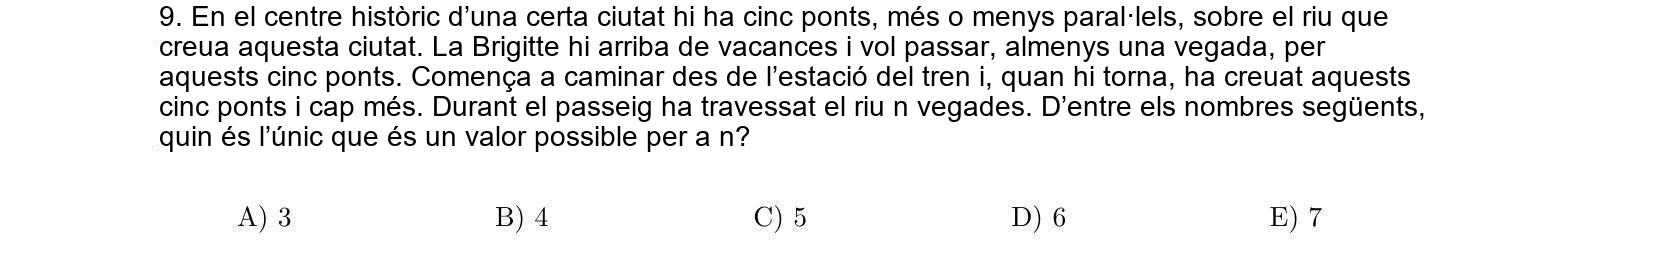 9. En el centre històric d’una certa ciutat hi ha cinc ponts, més o menys paral·lels, sobre el riu que
creua aquesta ciutat. La Brigitte hi arriba de vacances i vol passar, almenys una vegada, per
aquests cinc ponts. Comença a caminar des de l’estació del tren i, quan hi torna, ha creuat aquests
cinc ponts i cap més. Durant el passeig ha travessat el riu n vegades. D’entre els nombres següents,
quin és l’únic que és un valor possible per a n?
A) 3 B) 4 C) 5 D) 6 E) 7